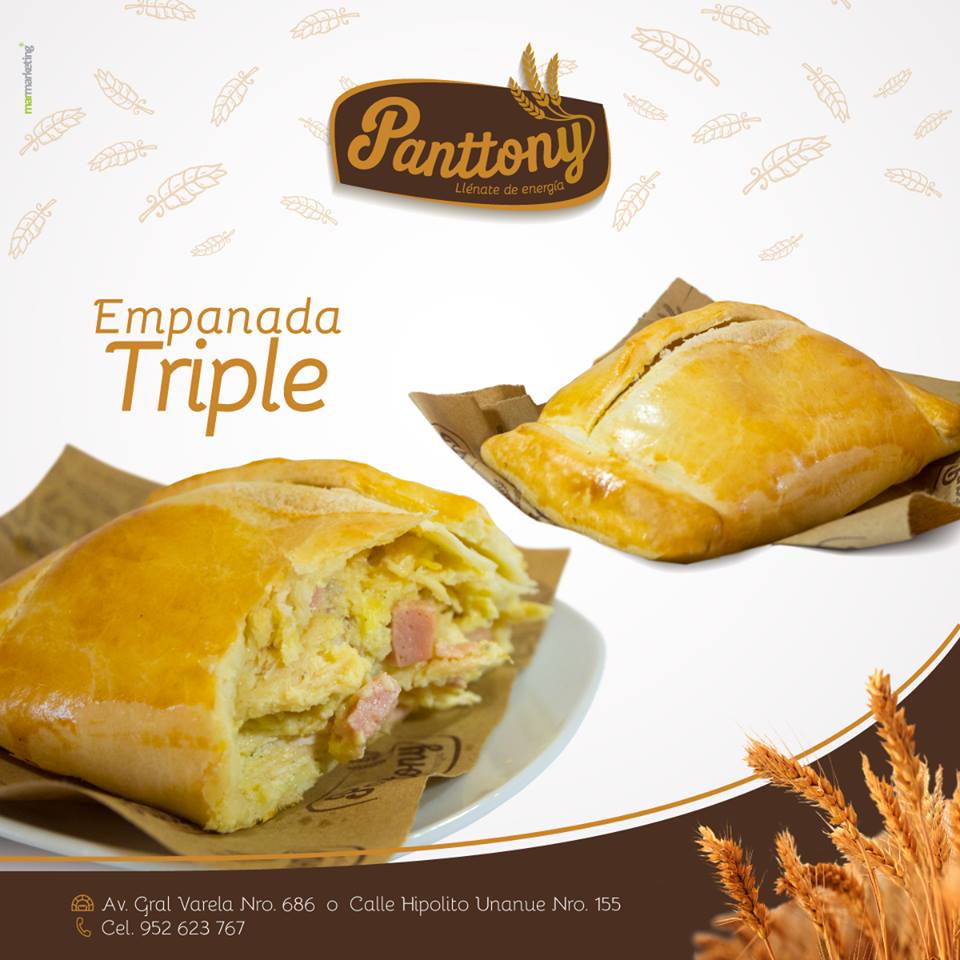 marmarketing
Panttony
Llénate de energía
Empanada
Triple
Av. Gral Varela Nro. 686 o Calle Hipolito Unanue Nro. 155
Cel. 952 623 767